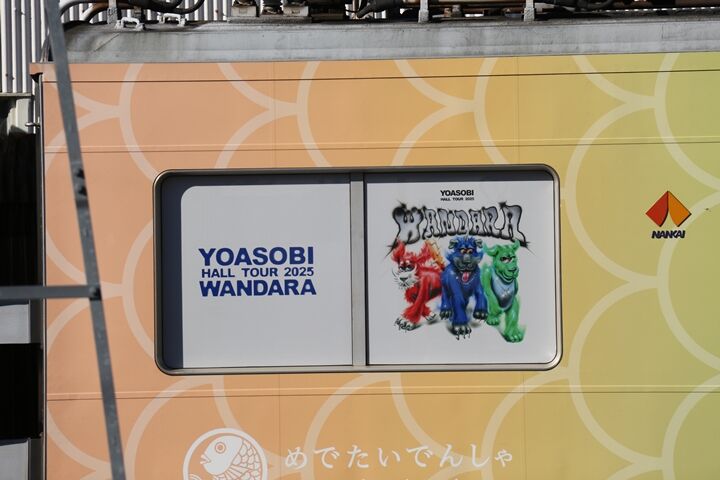 YOASOBI
HALL TOUR 2025
WANDARA
YOASOBI
HALL TOUR 2025
WANDARA
NANKAI
めでたいでんしゃ